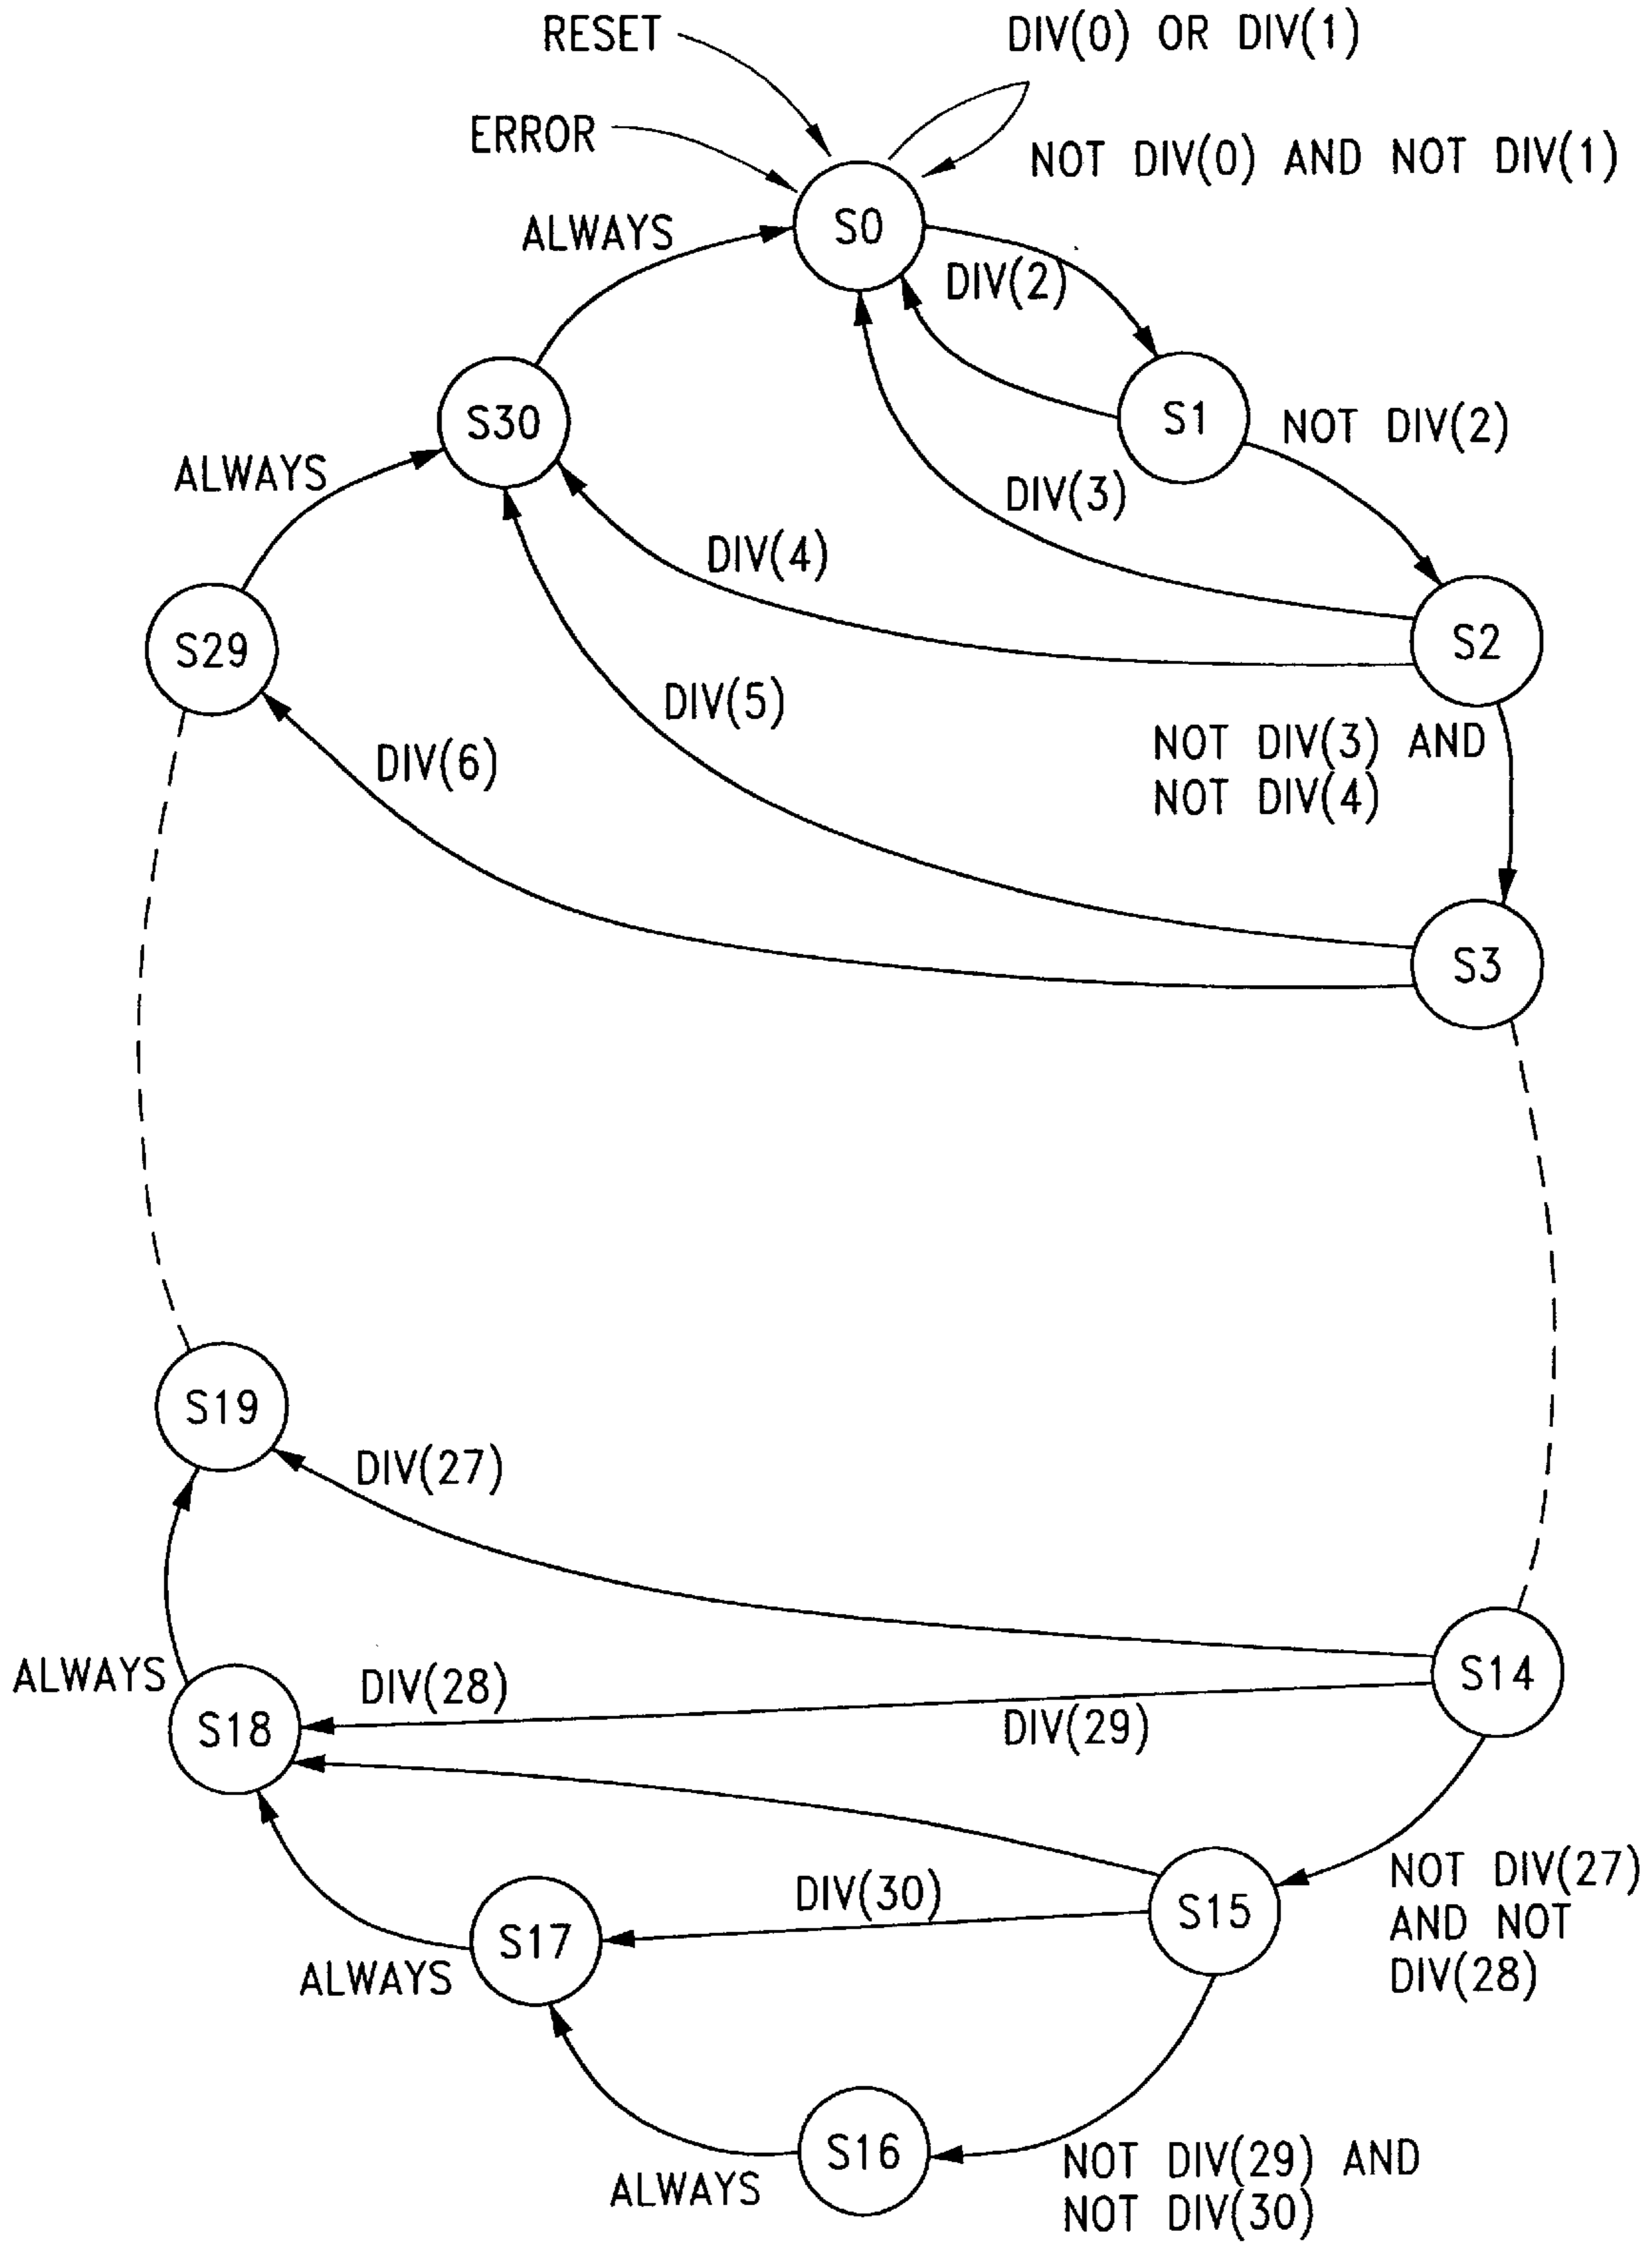 RESET
DIV(0) OR DIV(1)
ERROR
NOT DIV(0) AND NOT DIV(1)
ALWAYS
S0
DIV(2)
S30
S1
NOT DIV(2)
ALWAYS
DIV(3)
DIV(4)
S29
S2
DIV(5)
DIV(6)
NOT DIV(3) AND
NOT DIV(4)
S3
S19
DIV(27)
S14
ALWAYS
DIV(28)
S18
DIV(29)
NOT DIV(27)
AND NOT
DIV(28)
DIV(30)
S15
S17
ALWAYS
S16
ALWAYS
NOT DIV(29) AND
NOT DIV(30)